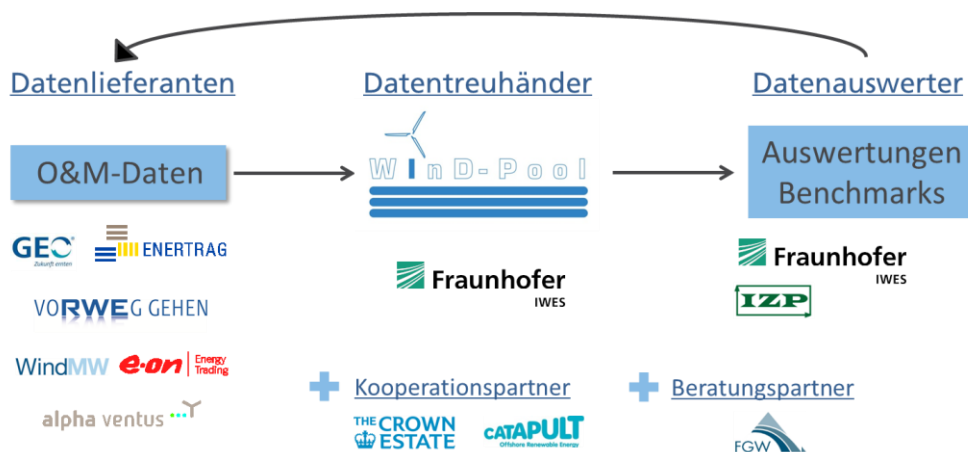 Datenlieferanten
Datentreuhänder
Datenauswerter
O&M-Daten
WInD-Pool
Auswertungen
Benchmarks
GEO
Zukunft ernten
ENERTRAG
VORWEG GEHEN
WindMW
e·on
Energy
Trading
alpha ventus
Fraunhofer
IWES
Fraunhofer
IWES
IZP
Kooperationspartner
THE CROWN
ESTATE
CATAPULT
Offshore Renewable Energy
Beratungspartner
FGW